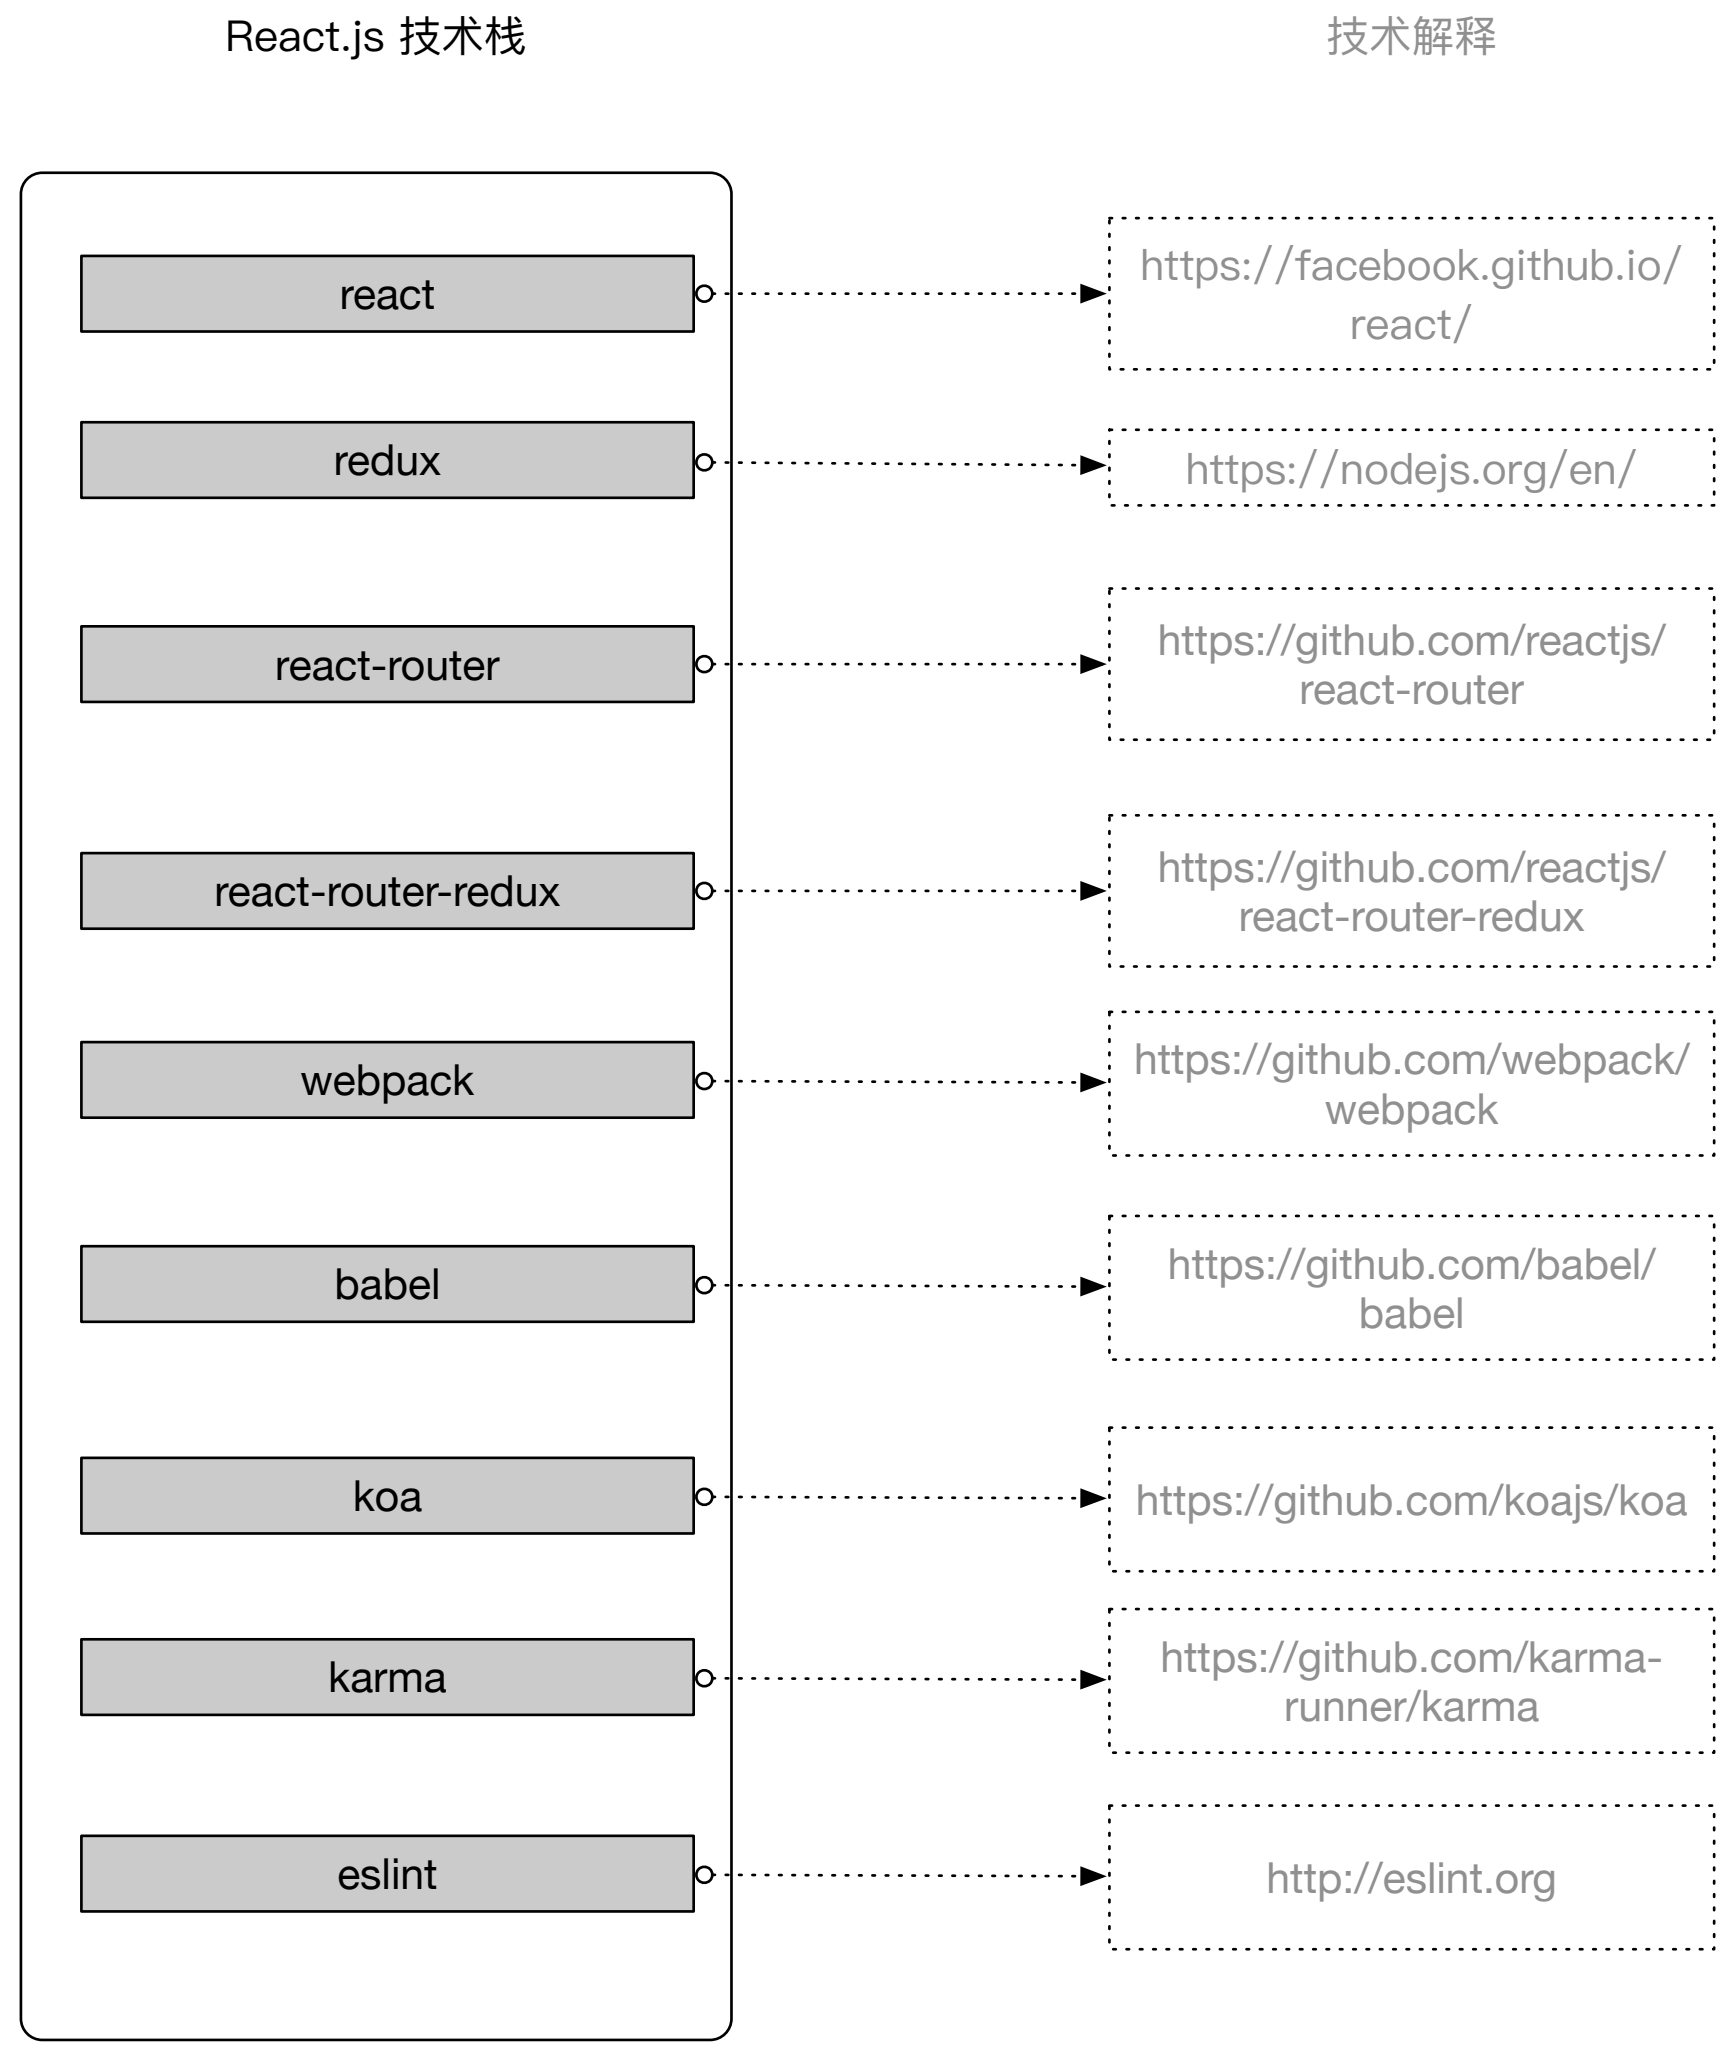 React.js 技术栈
技术解释
react
https://facebook.github.io/
react/
redux
https://nodejs.org/en/
react-router
https://github.com/reactjs/
react-router
react-router-redux
https://github.com/reactjs/
react-router-redux
webpack
https://github.com/webpack/
webpack
babel
https://github.com/babel/
babel
koa
https://github.com/koajs/koa
karma
https://github.com/karma-
runner/karma
eslint
http://eslint.org